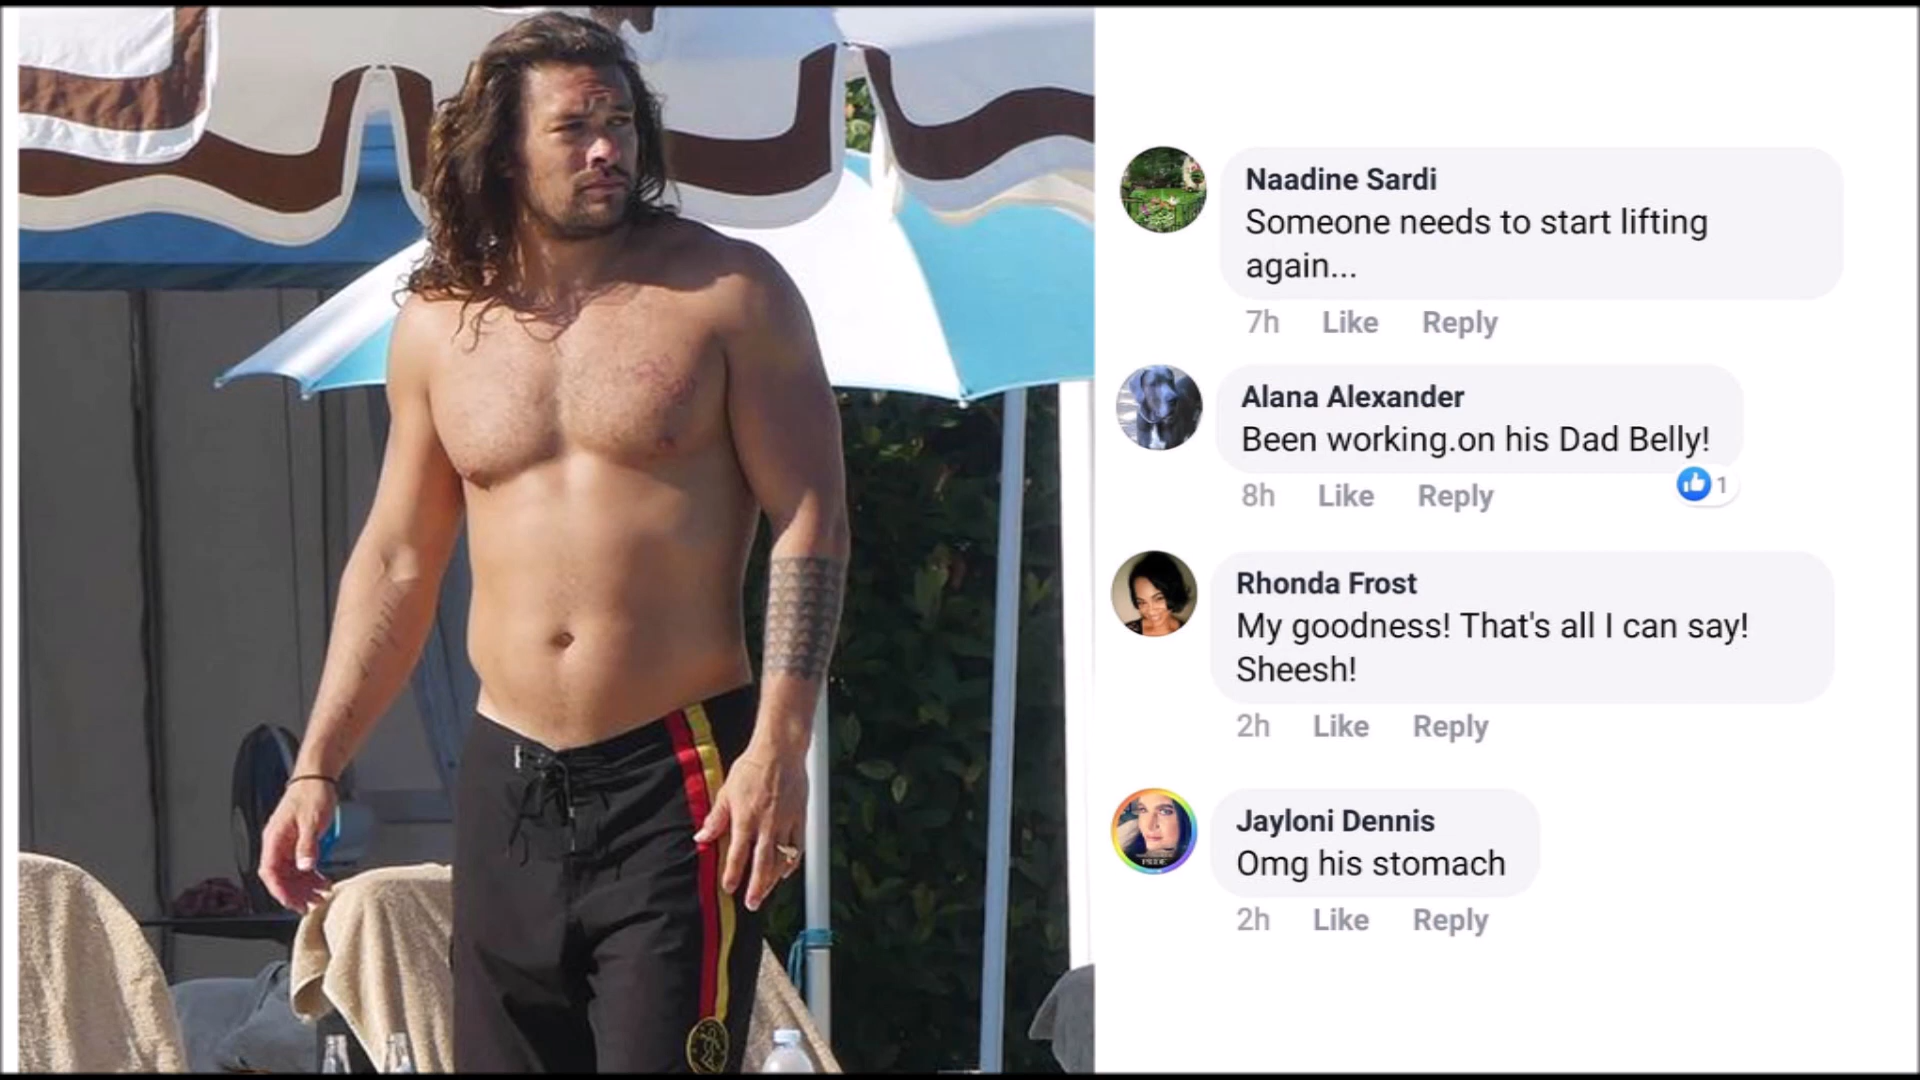 Naadine Sardi
Someone needs to start lifting
again...
7h Like Reply
Alana Alexander
Been working.on his Dad Belly!
8h Like Reply 1
Rhonda Frost
My goodness! That's all I can say!
Sheesh!
2h Like Reply
Jayloni Dennis
Omg his stomach
2h Like Reply
PRIDE